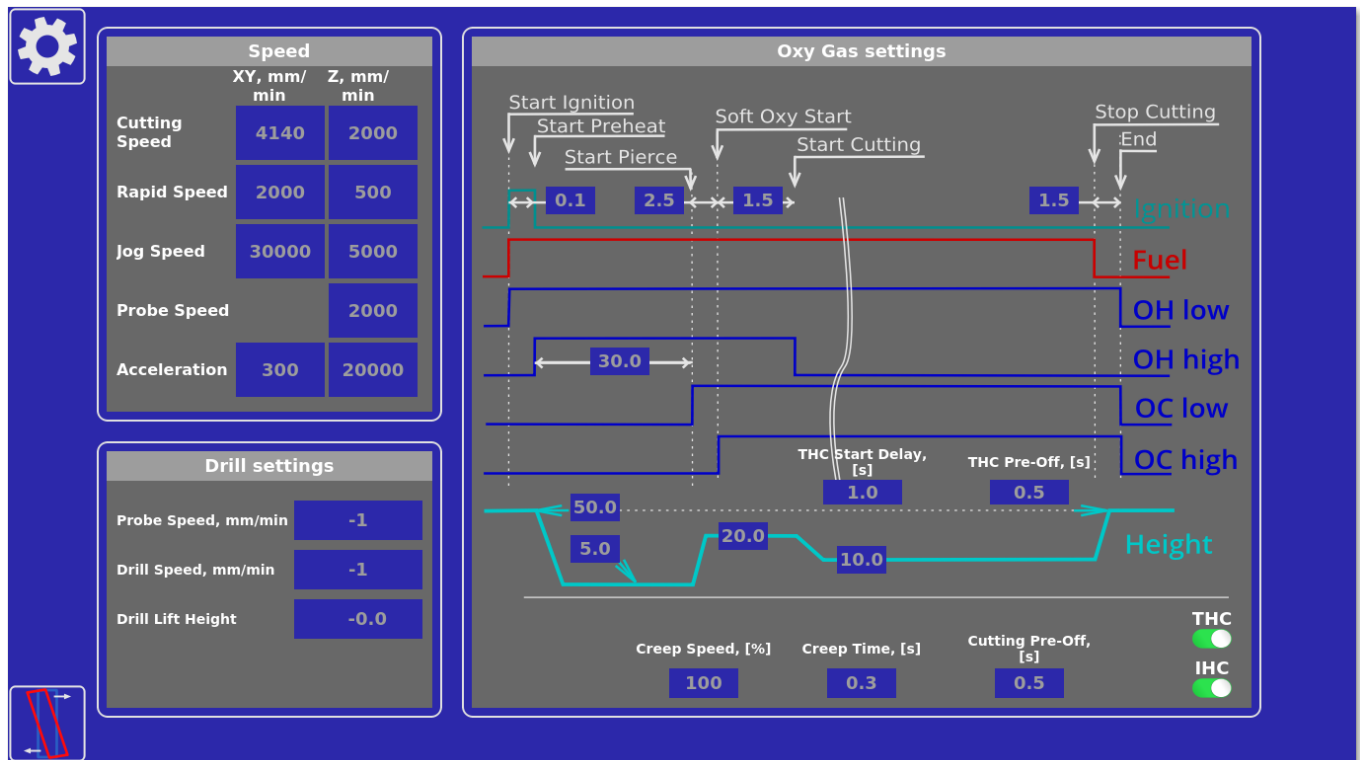 Speed
XY, mm/
min
Z, mm/
min
Cutting
Speed
4140
2000
Rapid Speed
2000
500
Jog Speed
30000
5000
Probe Speed
2000
Acceleration
300
20000
Drill settings
Probe Speed, mm/min
-1
Drill Speed, mm/min
-1
Drill Lift Height
-0.0
Oxy Gas settings
Start Ignition
Start Preheat
Start Pierce
Soft Oxy Start
Start Cutting
Stop Cutting
End
0.1
2.5
1.5
1.5
Ignition
Fuel
OH low
30.0
OH high
OC low
OC high
THC Start Delay,
[s]
1.0
THC Pre-Off, [s]
0.5
50.0
5.0
20.0
10.0
Height
Creep Speed, [%]
100
Creep Time, [s]
0.3
Cutting Pre-Off,
[s]
0.5
THC
IHC